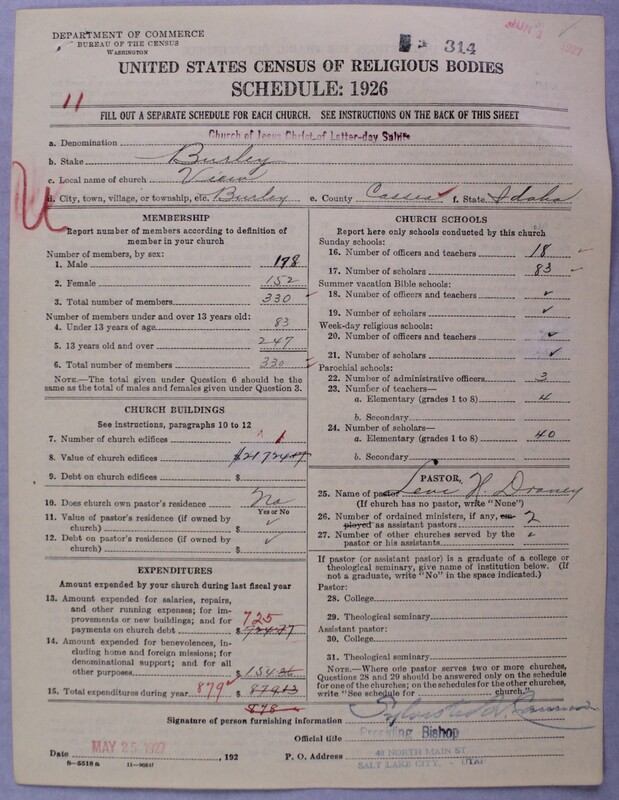 DEPARTMENT OF COMMERCE
BUREAU OF THE CENSUS
WASHINGTON
314
JUN 1927
UNITED STATES CENSUS OF RELIGIOUS BODIES
SCHEDULE: 1926
11
FILL OUT A SEPARATE SCHEDULE FOR EACH CHURCH. SEE INSTRUCTIONS ON THE BACK OF THIS SHEET
a. Denomination Church of Jesus Christ of Latter-day Saints
b. Stake Burley
c. Local name of church View
d. City, town, village, or township, etc. Burley e. County Cassia f. State Idaho
MEMBERSHIP
Report number of members according to definition of
member in your church
Number of members, by sex:
1. Male 178
2. Female 152
3. Total number of members 330
Number of members under and over 13 years old:
4. Under 13 years of age 83
5. 13 years old and over 247
6. Total number of members 330
NOTE.—The total given under Question 6 should be the
same as the total of males and females given under Question 3.
CHURCH BUILDINGS
See instructions, paragraphs 10 to 12
7. Number of church edifices 1
8. Value of church edifices
9. Debt on church edifices $
10. Does church own pastor's residence No
Yes or No
11. Value of pastor's residence (if owned by
church) $
12. Debt on pastor's residence (if owned by
church) $
EXPENDITURES
Amount expended by your church during last fiscal year
13. Amount expended for salaries, repairs,
and other running expenses; for im-
provements or new buildings; and for
payments on church debt $ 725
14. Amount expended for benevolences, in-
cluding home and foreign missions; for
denominational support; and for all
other purposes $
15. Total expenditures during year 879 $
878
CHURCH SCHOOLS
Report here only schools conducted by this church
Sunday schools:
16. Number of officers and teachers 18
17. Number of scholars 83
Summer vacation Bible schools:
18. Number of officers and teachers
19. Number of scholars
Week-day religious schools:
20. Number of officers and teachers
21. Number of scholars
Parochial schools:
22. Number of administrative officers 3
23. Number of teachers—
a. Elementary (grades 1 to 8) 4
b. Secondary
24. Number of scholars—
a. Elementary (grades 1 to 8) 40
b. Secondary
PASTOR
25. Name of pastor Levi H. Draney
(If church has no pastor, write "None")
26. Number of ordained ministers, if any, em-
ployed as assistant pastors 2
27. Number of other churches served by the
pastor or his assistants
If pastor (or assistant pastor) is a graduate of a college or
theological seminary, give name of institution below. (If
not a graduate, write "No" in the space indicated.)
Pastor:
28. College
29. Theological seminary
Assistant pastor:
30. College
31. Theological seminary
NOTE.—Where one pastor serves two or more churches,
Questions 28 and 29 should be answered only on the schedule
for one of the churches; on the schedules for the other churches,
write "See schedule for church."
Signature of person furnishing information
Official title Presiding Bishop
Date MAY 25 1927, 192 P. O. Address 40 NORTH MAIN ST
SALT LAKE CITY, - UTAH
8—5518a 11—96847